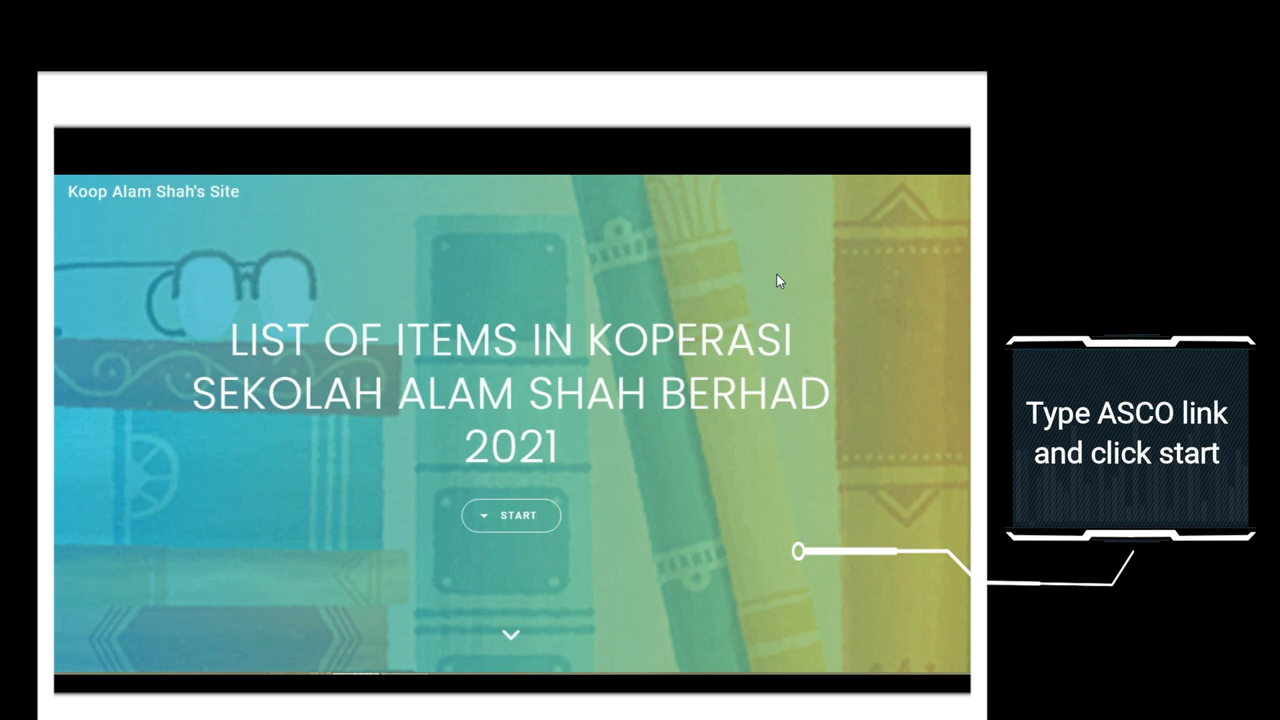 Koop Alam Shah's Site
LIST OF ITEMS IN KOPERASI
SEKOLAH ALAM SHAH BERHAD
2021
START
Type ASCO link
and click start